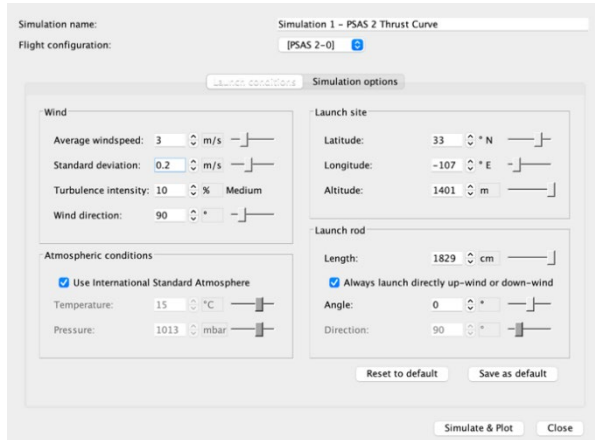 Simulation name: Simulation 1 – PSAS 2 Thrust Curve
Flight configuration: [PSAS 2-0]
Launch conditions Simulation options
Wind
Average windspeed: 3 m/s
Standard deviation: 0.2 m/s
Turbulence intensity: 10 % Medium
Wind direction: 90 °
Atmospheric conditions
Use International Standard Atmosphere
Temperature: 15 °C
Pressure: 1013 mbar
Launch site
Latitude: 33 ° N
Longitude: -107 ° E
Altitude: 1401 m
Launch rod
Length: 1829 cm
Always launch directly up-wind or down-wind
Angle: 0 °
Direction: 90 °
Reset to default Save as default
Simulate & Plot Close